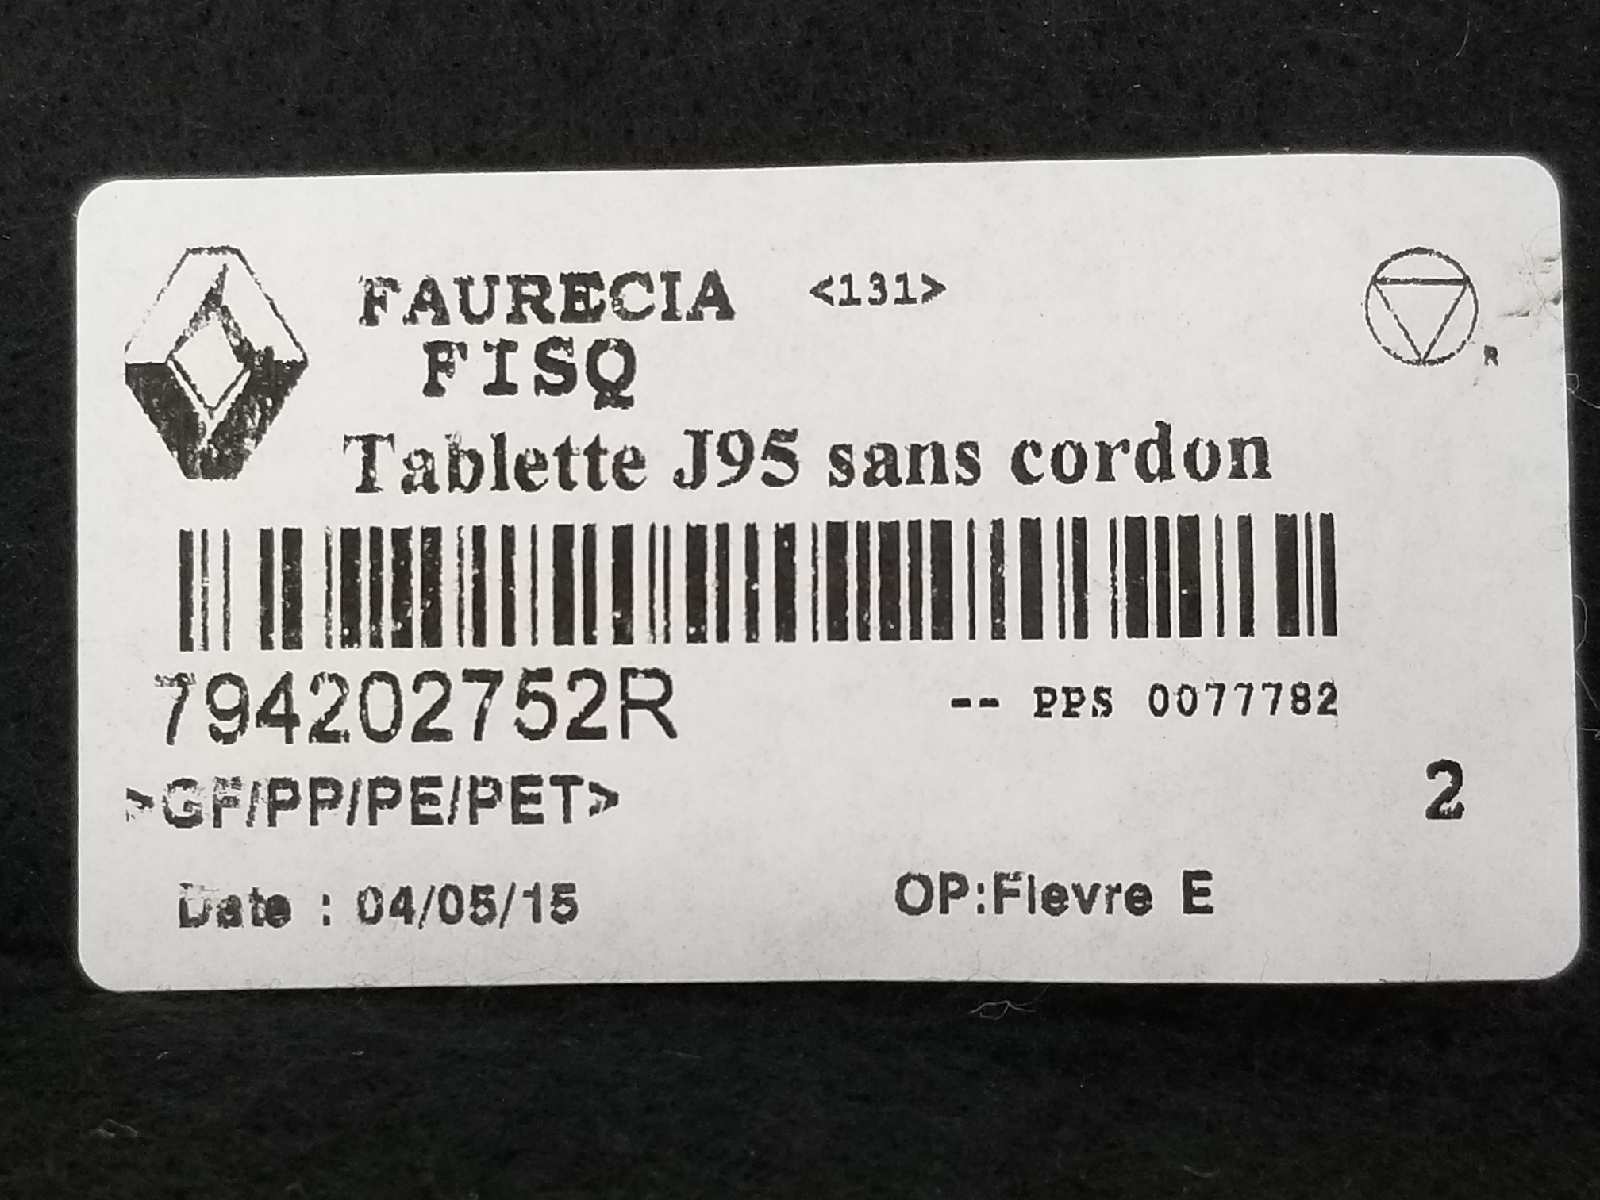 FAURECIA <131>
FISQ
R
Tablette J95 sans cordon
794202752R -- PPS 0077782
>GF/PP/PE/PET>
2
Date : 04/05/15 OP:Fievre E